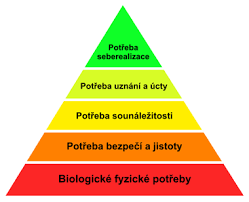 Potřeba
seberealizace
Potřeba uznání a úcty
Potřeba sounáležitosti
Potřeba bezpečí a jistoty
Biologické fyzické potřeby